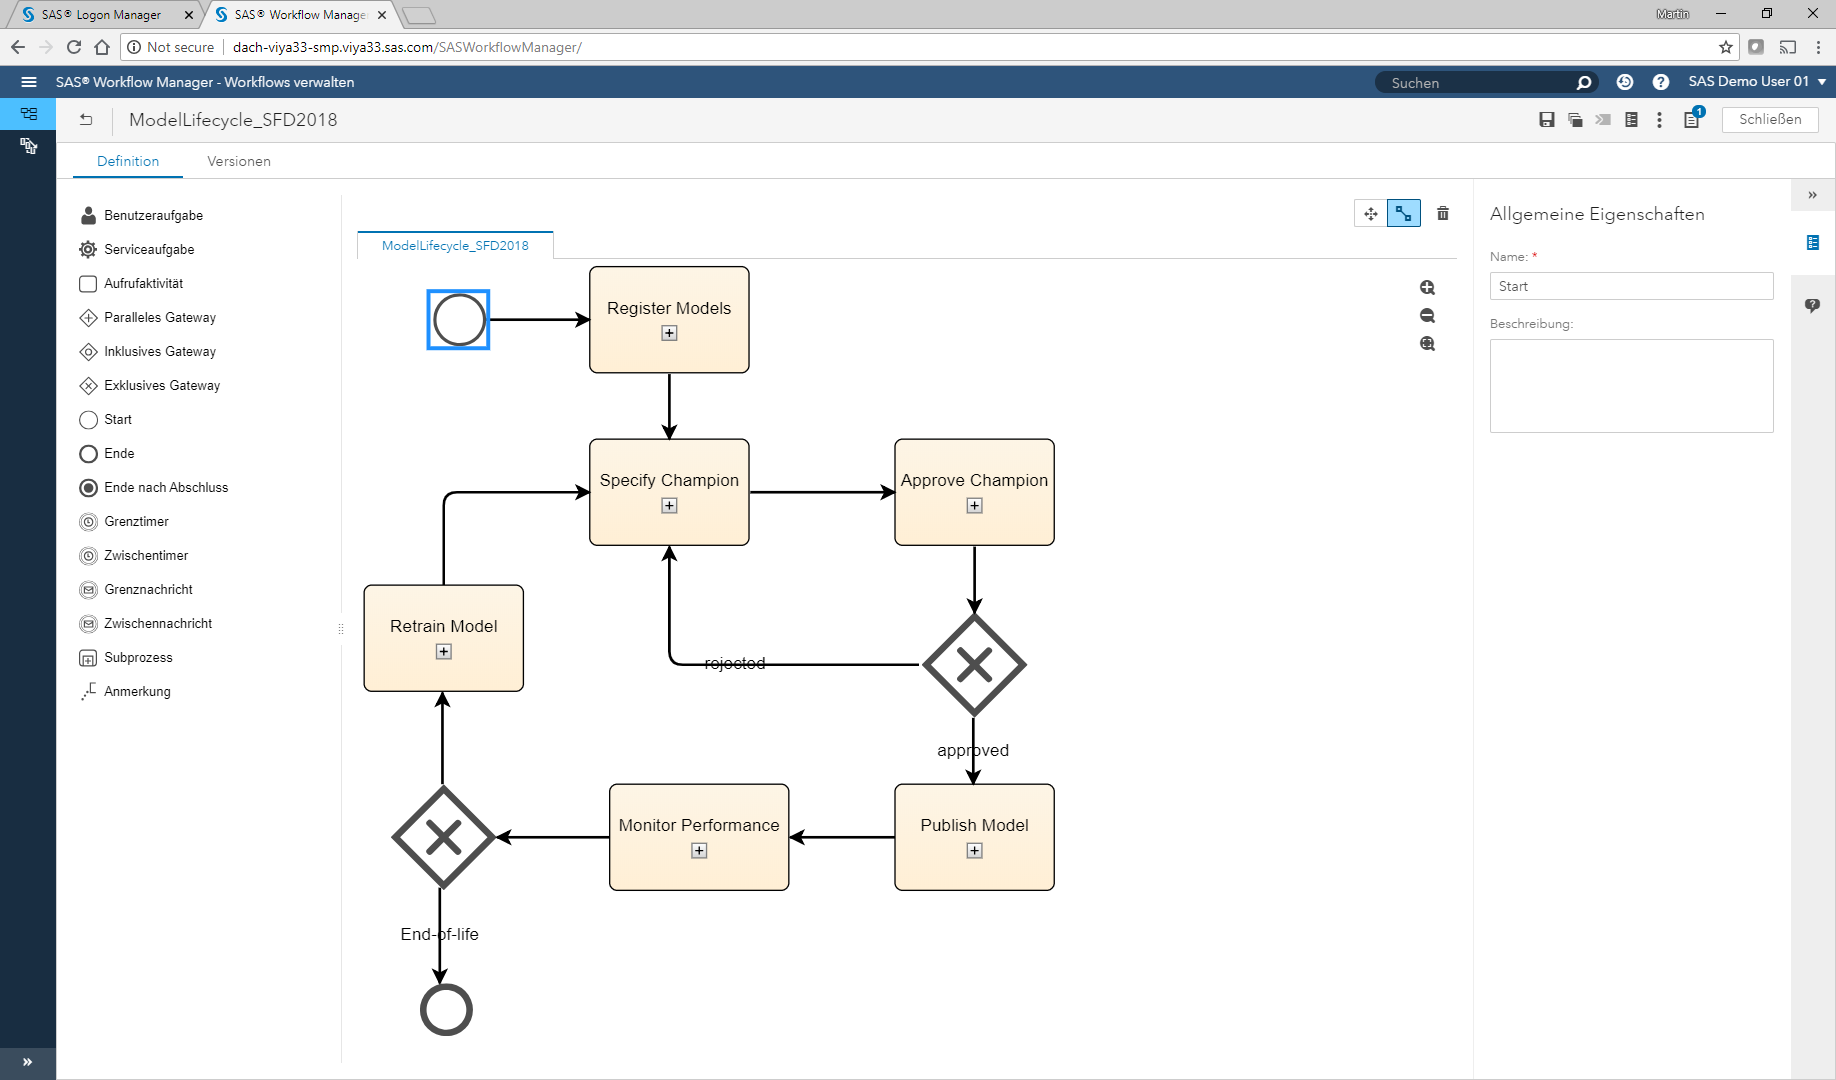 SAS® Logon Manager
SAS® Workflow Manage
Martin
Not secure
dach-viya33-smp.viya33.sas.com/SASWorkflowManager/
SAS® Workflow Manager - Workflows verwalten
Suchen
SAS Demo User 01
ModelLifecycle_SFD2018
1
Schließen
Definition
Versionen
Benutzeraufgabe
Serviceaufgabe
Aufrufaktivität
Paralleles Gateway
Inklusives Gateway
Exklusives Gateway
Start
Ende
Ende nach Abschluss
Grenztimer
Zwischentimer
Grenznachricht
Zwischennachricht
Subprozess
Anmerkung
ModelLifecycle_SFD2018
Register Models
Specify Champion
Approve Champion
Retrain Model
rejected
approved
Monitor Performance
Publish Model
End-of-life
Allgemeine Eigenschaften
Name: *
Start
Beschreibung: